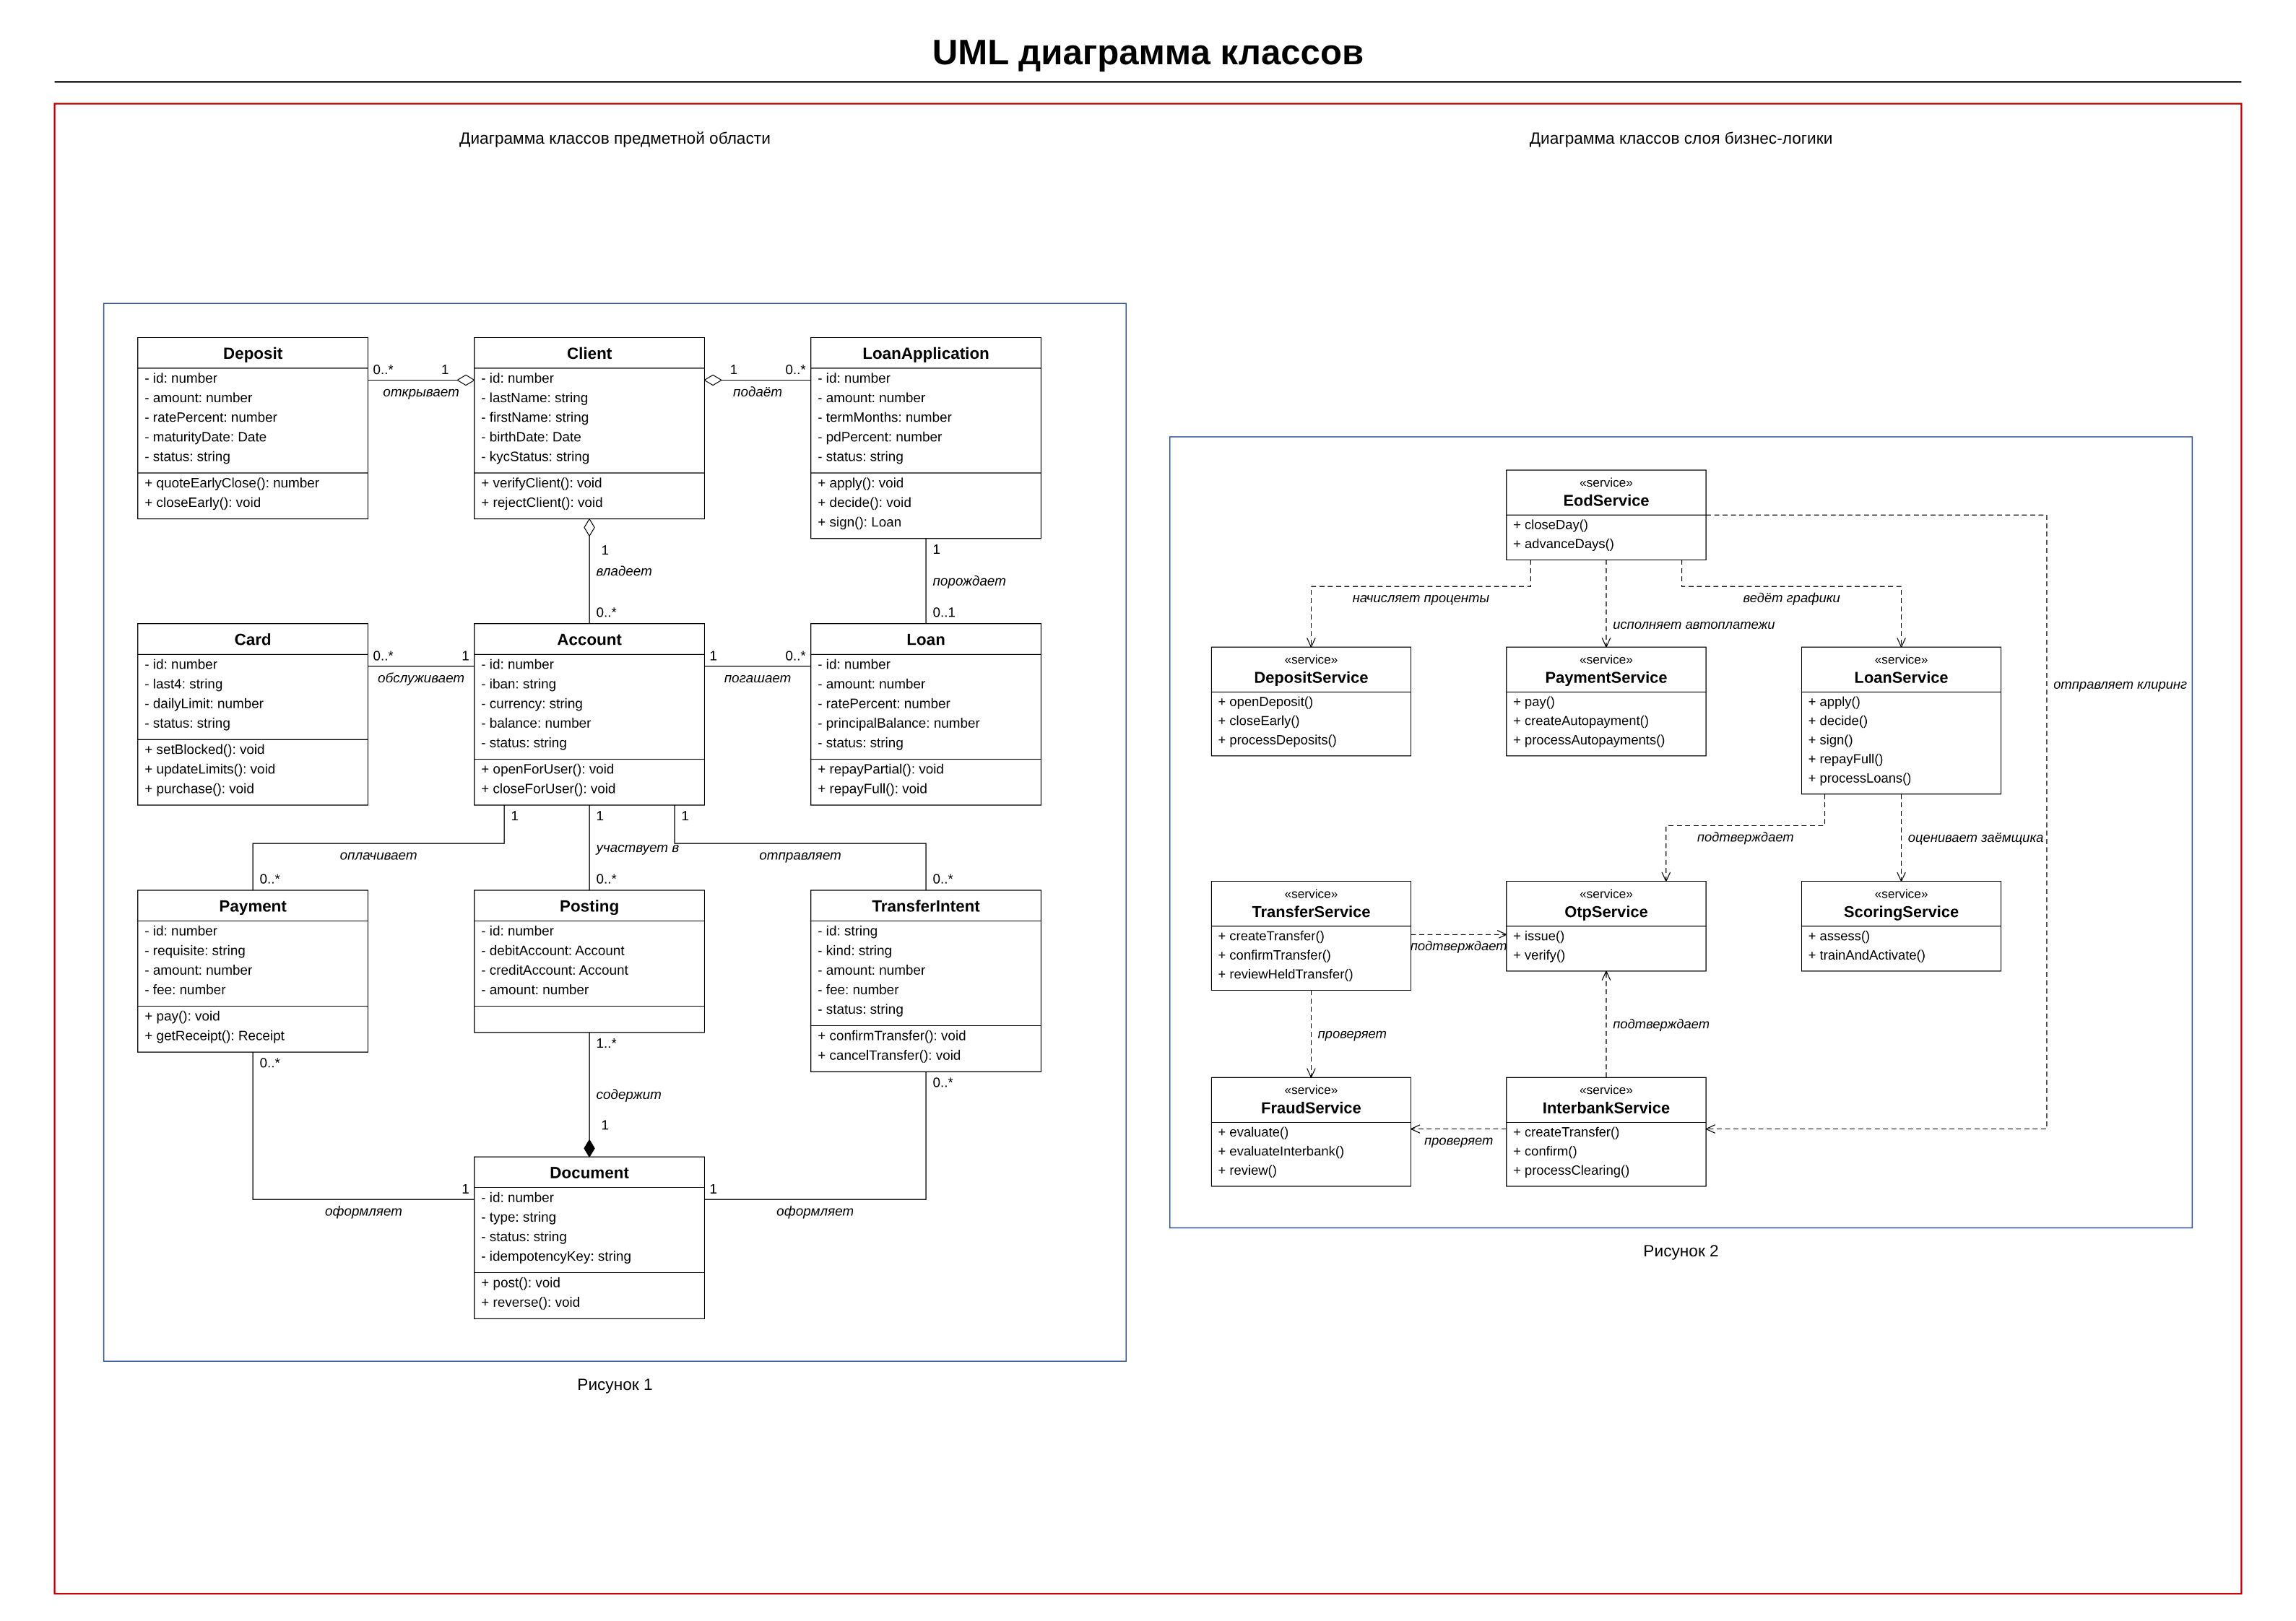 UML диаграмма классов
Диаграмма классов предметной области
Deposit
- id: number
- amount: number
- ratePercent: number
- maturityDate: Date
- status: string
+ quoteEarlyClose(): number
+ closeEarly(): void
0..*
1
открывает
Client
- id: number
- lastName: string
- firstName: string
- birthDate: Date
- kycStatus: string
+ verifyClient(): void
+ rejectClient(): void
1
0..*
подаёт
LoanApplication
- id: number
- amount: number
- termMonths: number
- pdPercent: number
- status: string
+ apply(): void
+ decide(): void
+ sign(): Loan
1
владеет
0..*
1
порождает
0..1
Card
- id: number
- last4: string
- dailyLimit: number
- status: string
+ setBlocked(): void
+ updateLimits(): void
+ purchase(): void
0..*
1
обслуживает
Account
- id: number
- iban: string
- currency: string
- balance: number
- status: string
+ openForUser(): void
+ closeForUser(): void
1
0..*
погашает
Loan
- id: number
- amount: number
- ratePercent: number
- principalBalance: number
- status: string
+ repayPartial(): void
+ repayFull(): void
1
1
1
оплачивает
участвует в
отправляет
0..*
0..*
0..*
Payment
- id: number
- requisite: string
- amount: number
- fee: number
+ pay(): void
+ getReceipt(): Receipt
0..*
Posting
- id: number
- debitAccount: Account
- creditAccount: Account
- amount: number
1..*
содержит
1
TransferIntent
- id: string
- kind: string
- amount: number
- fee: number
- status: string
+ confirmTransfer(): void
+ cancelTransfer(): void
0..*
1
оформляет
Document
- id: number
- type: string
- status: string
- idempotencyKey: string
+ post(): void
+ reverse(): void
1
оформляет
Рисунок 1
Диаграмма классов слоя бизнес-логики
«service»
EodService
+ closeDay()
+ advanceDays()
начисляет проценты
исполняет автоплатежи
ведёт графики
отправляет клиринг
«service»
DepositService
+ openDeposit()
+ closeEarly()
+ processDeposits()
«service»
PaymentService
+ pay()
+ createAutopayment()
+ processAutopayments()
«service»
LoanService
+ apply()
+ decide()
+ sign()
+ repayFull()
+ processLoans()
подтверждает
оценивает заёмщика
«service»
TransferService
+ createTransfer()
+ confirmTransfer()
+ reviewHeldTransfer()
подтверждает
«service»
OtpService
+ issue()
+ verify()
«service»
ScoringService
+ assess()
+ trainAndActivate()
проверяет
подтверждает
«service»
FraudService
+ evaluate()
+ evaluateInterbank()
+ review()
проверяет
«service»
InterbankService
+ createTransfer()
+ confirm()
+ processClearing()
Рисунок 2